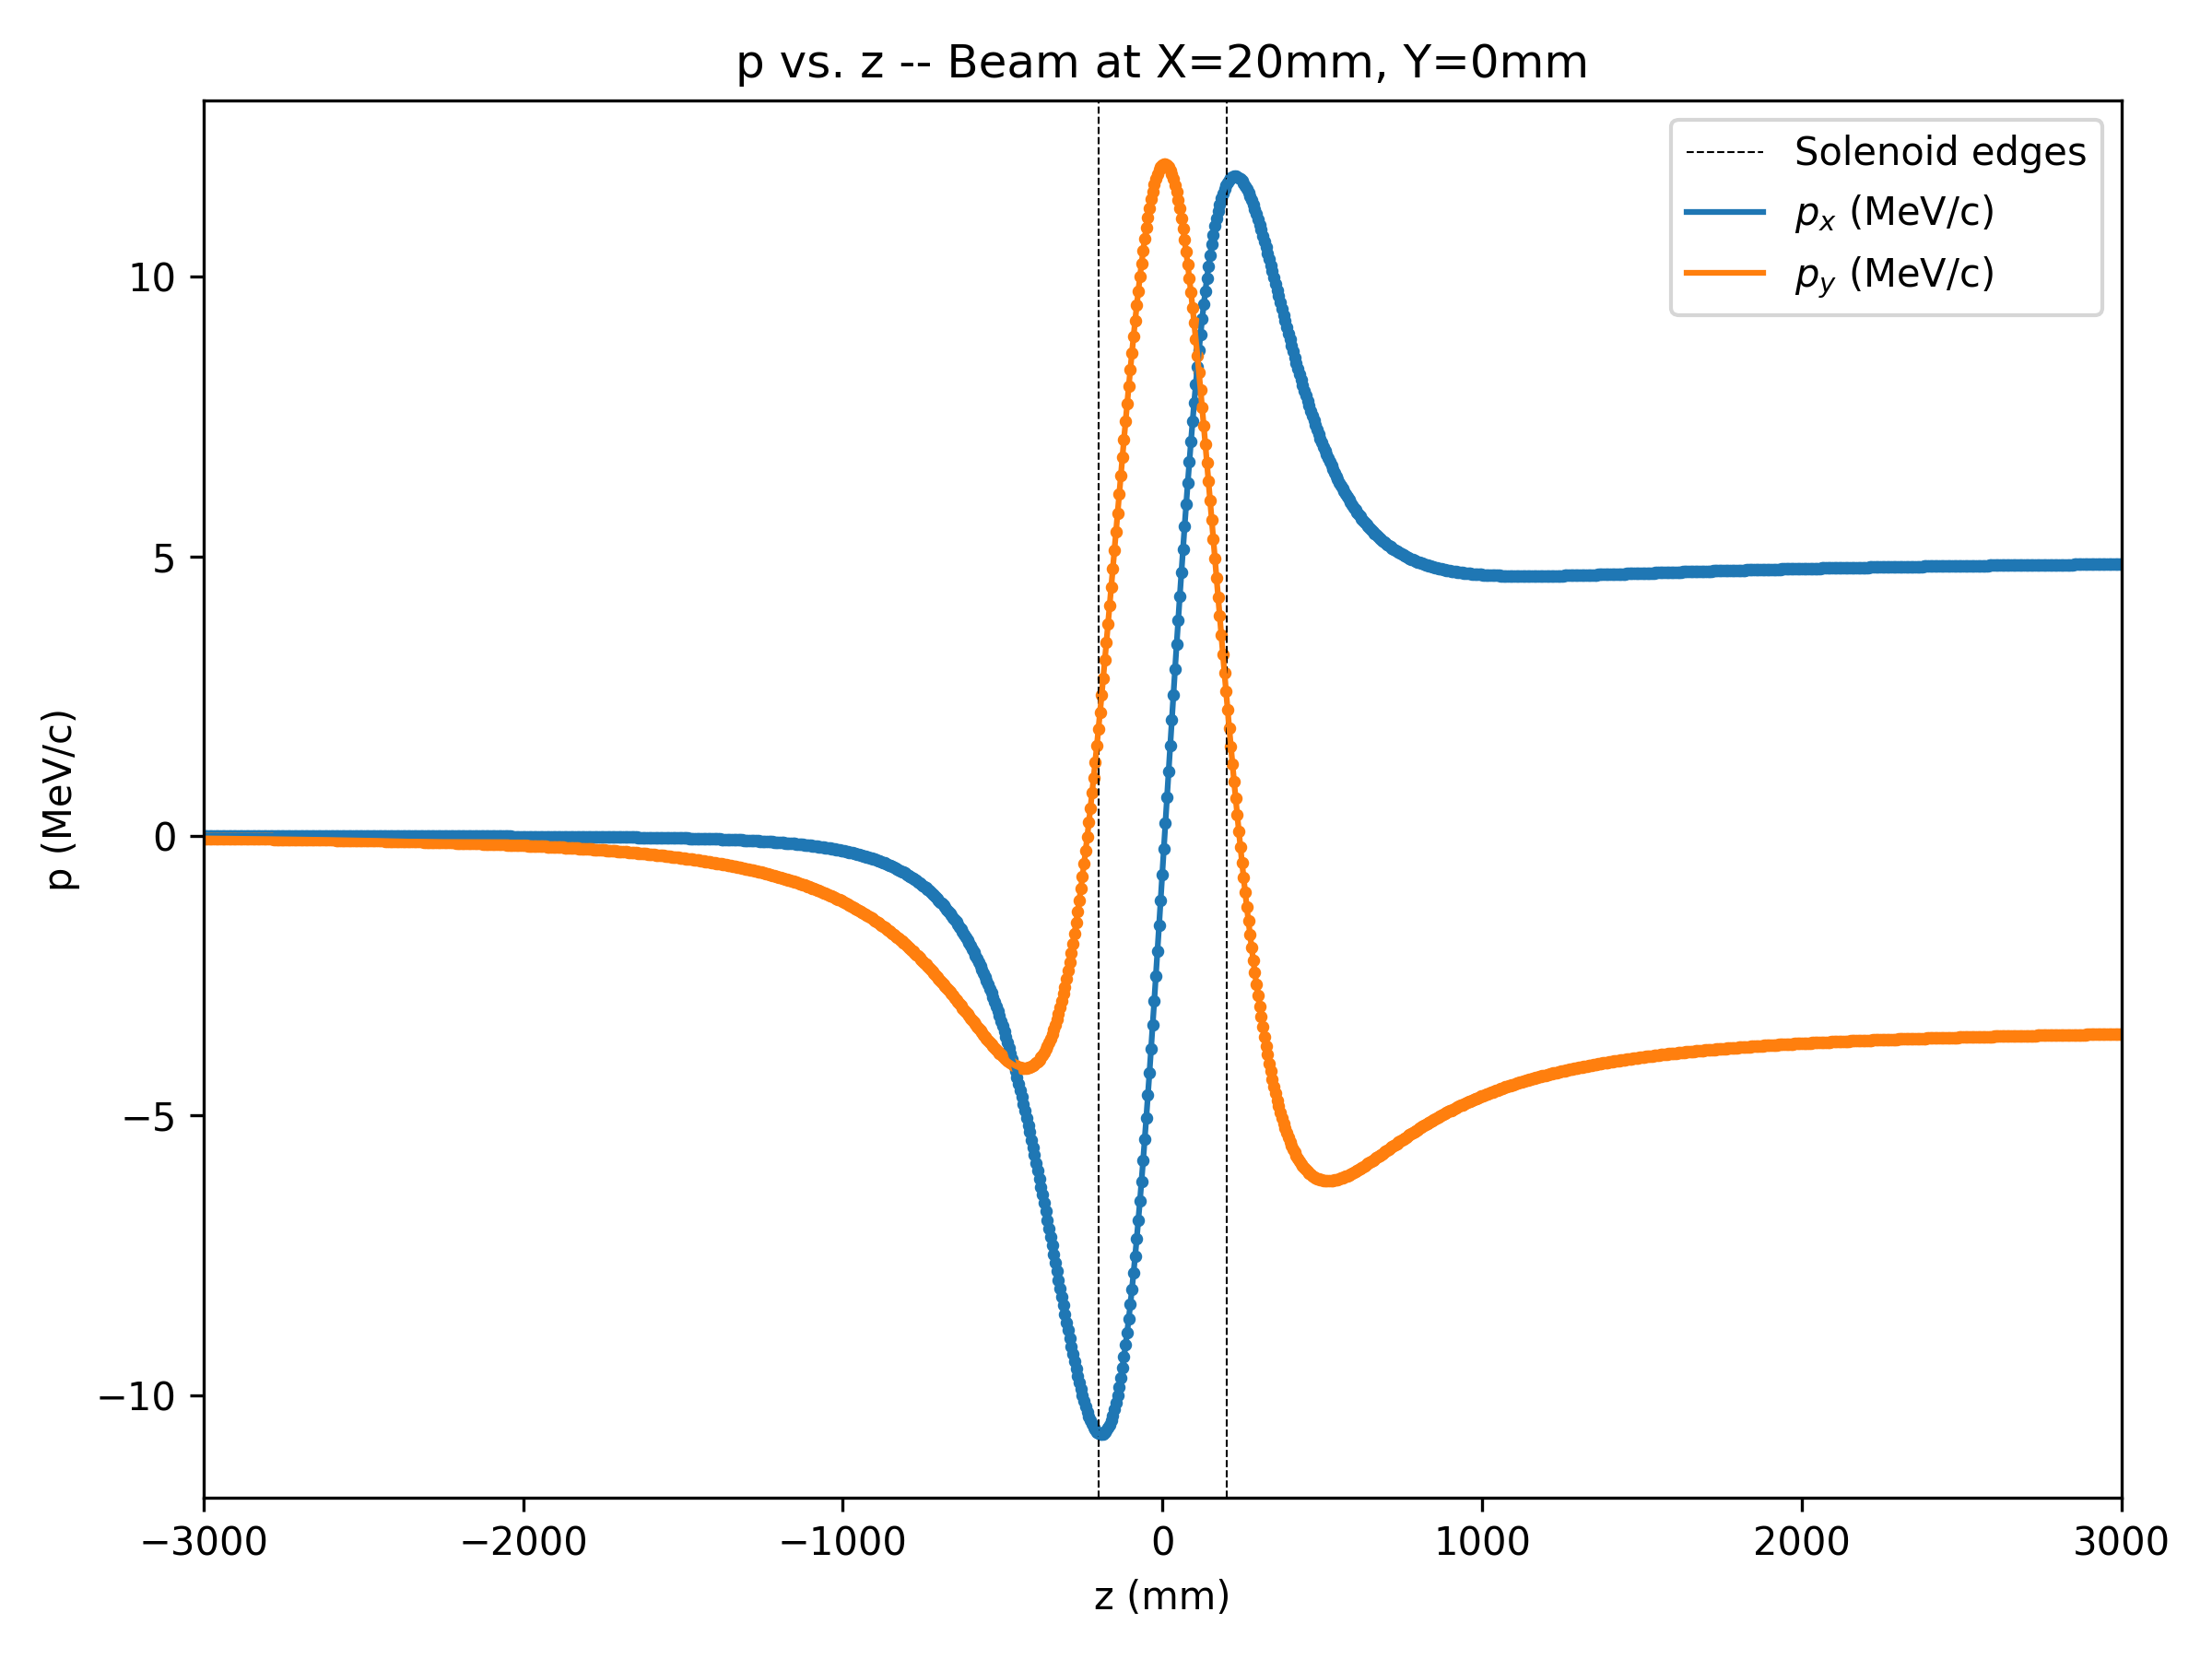 p vs. z -- Beam at X=20mm, Y=0mm
Solenoid edges
p_x (MeV/c)
p_y (MeV/c)
p (MeV/c)
10
5
0
−5
−10
−3000 −2000 −1000 0 1000 2000 3000
z (mm)